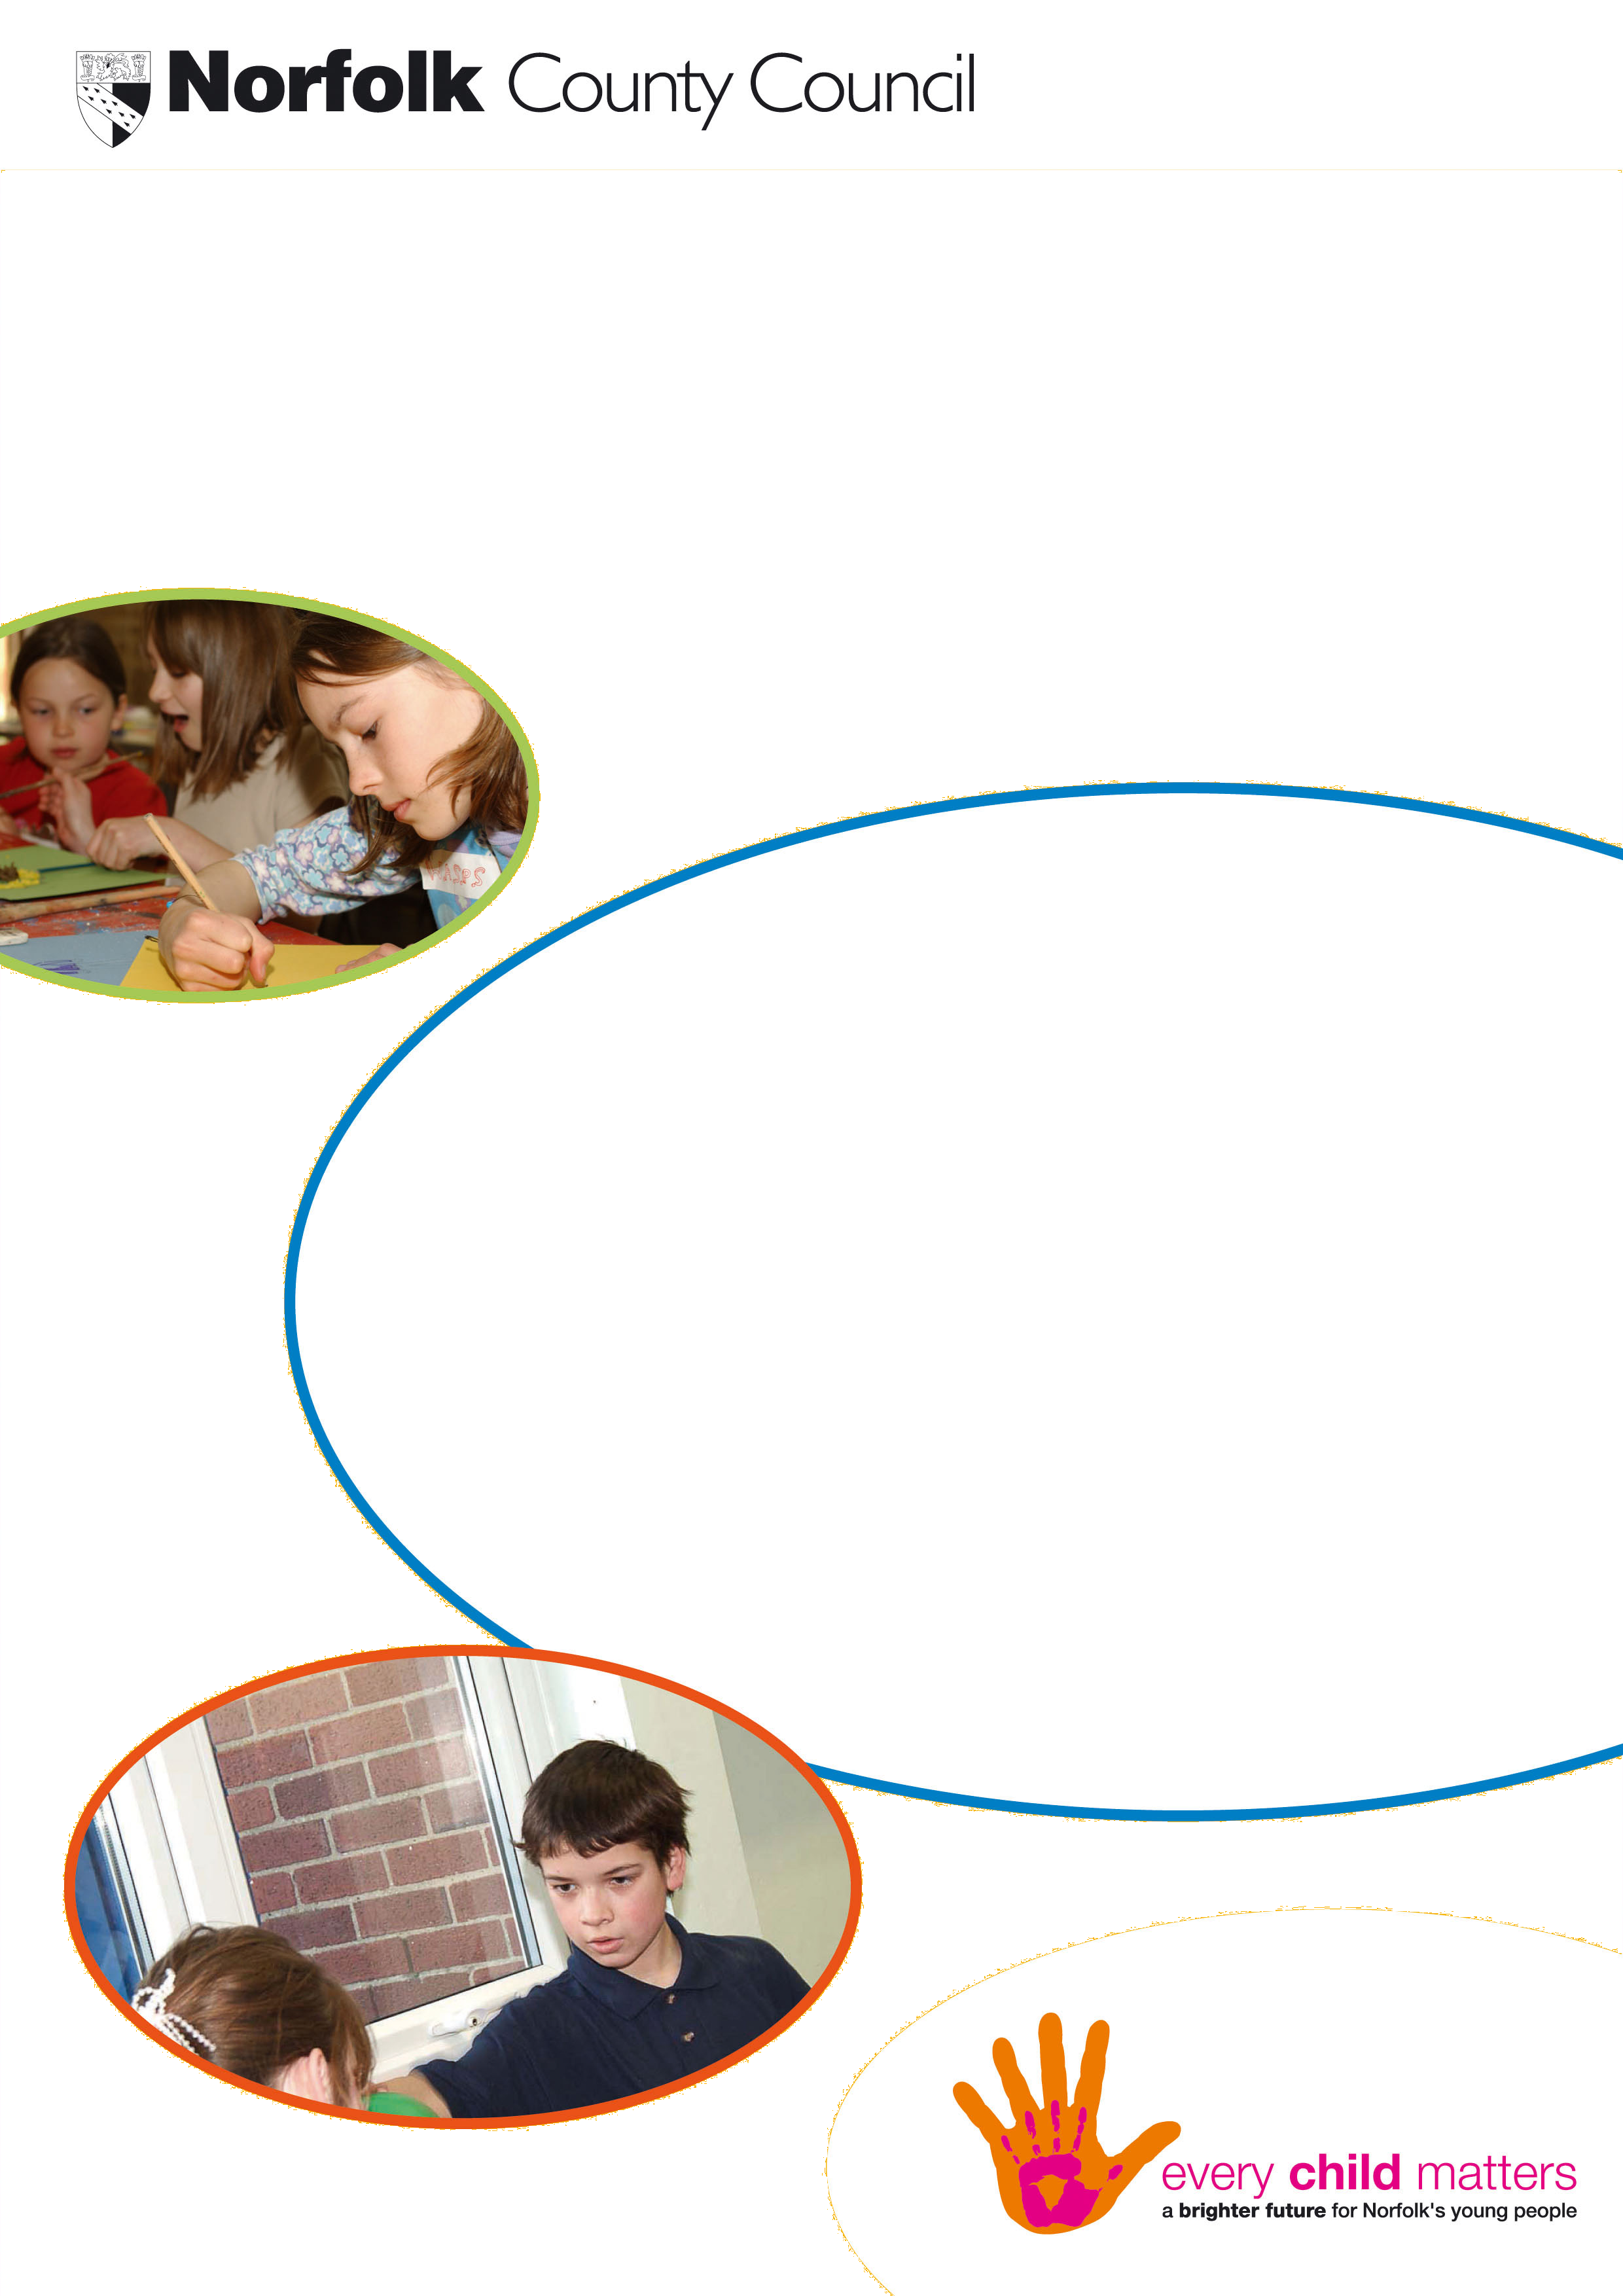 Norfolk County Council
every child matters
a brighter future for Norfolk's young people